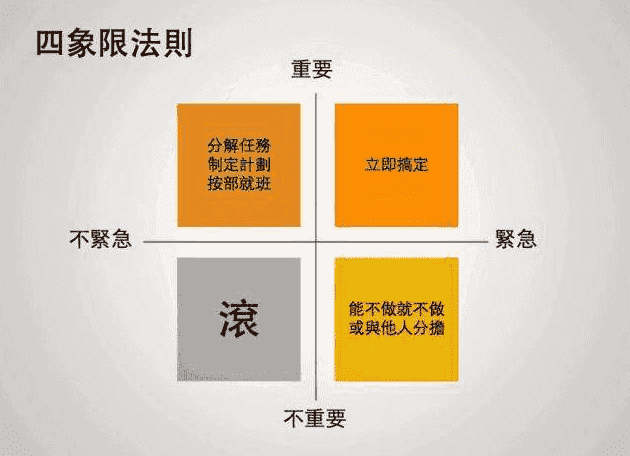 四象限法則
重要
分解任務
制定計劃
按部就班
立即搞定
不緊急
緊急
滾
能不做就不做
或與他人分擔
不重要